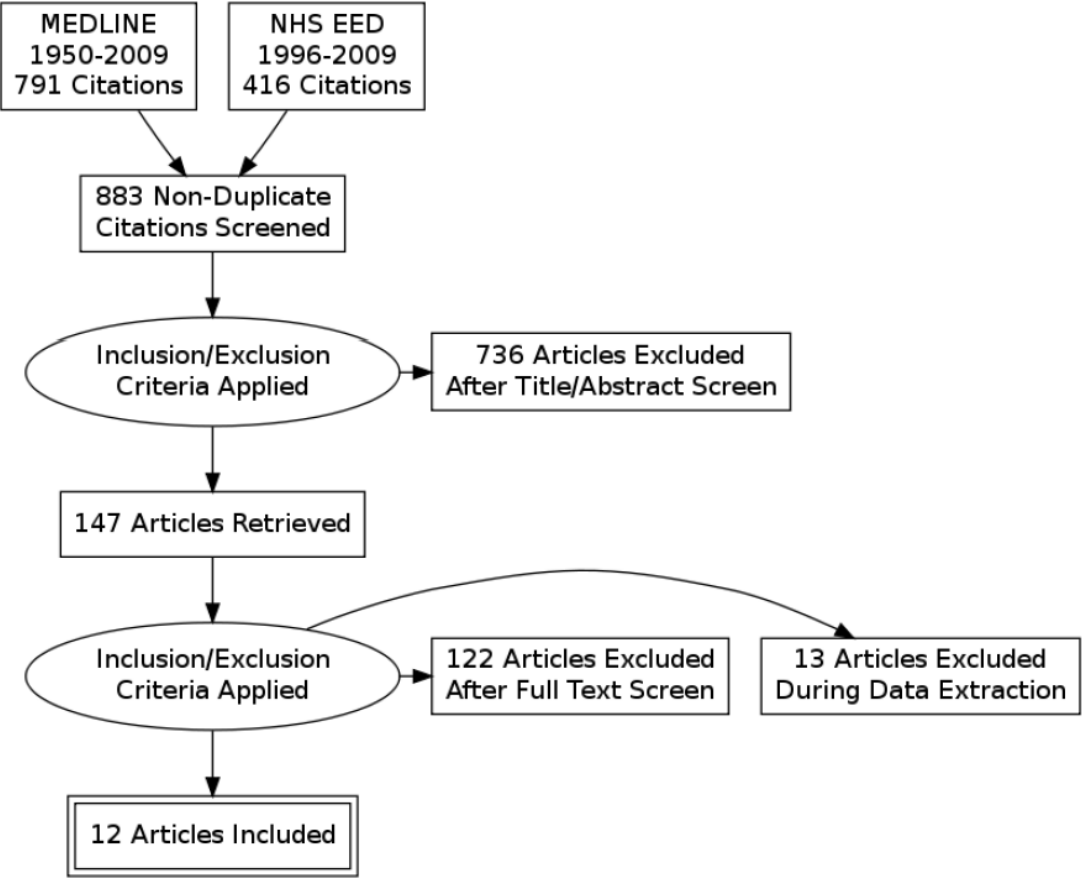 MEDLINE
1950-2009
791 Citations
NHS EED
1996-2009
416 Citations
883 Non-Duplicate
Citations Screened
Inclusion/Exclusion
Criteria Applied
736 Articles Excluded
After Title/Abstract Screen
147 Articles Retrieved
Inclusion/Exclusion
Criteria Applied
122 Articles Excluded
After Full Text Screen
13 Articles Excluded
During Data Extraction
12 Articles Included